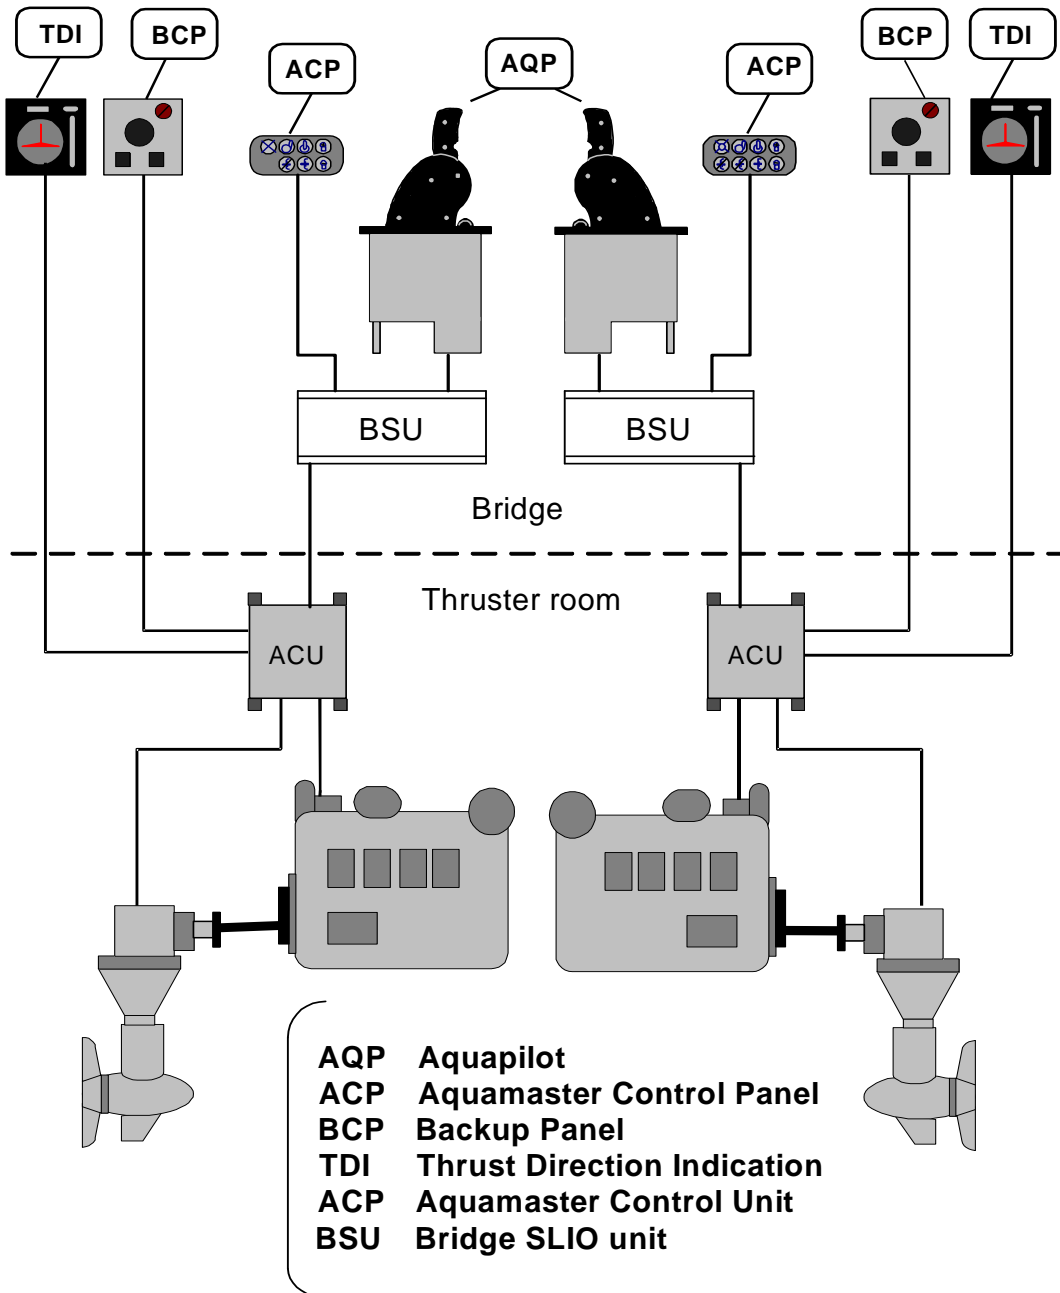 TDI
BCP
ACP
AQP
ACP
BCP
TDI
BSU
BSU
Bridge
Thruster room
ACU
ACU
AQP Aquapilot
ACP Aquamaster Control Panel
BCP Backup Panel
TDI Thrust Direction Indication
ACP Aquamaster Control Unit
BSU Bridge SLIO unit